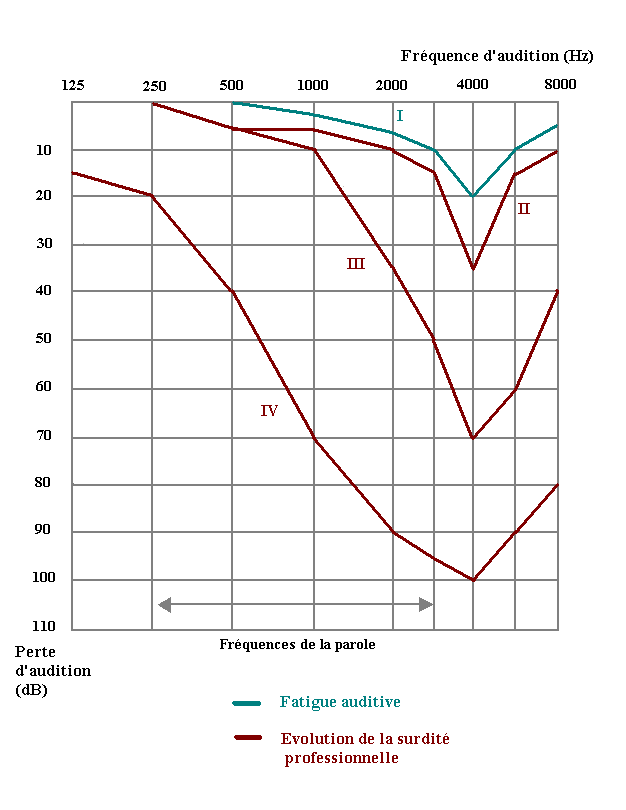 Fréquence d'audition (Hz)
125 250 500 1000 2000 4000 8000
I
10
20
II
30
III
40
50
60
IV
70
80
90
100
110
Fréquences de la parole
Perte
d'audition
(dB)
Fatigue auditive
Evolution de la surdité
professionnelle